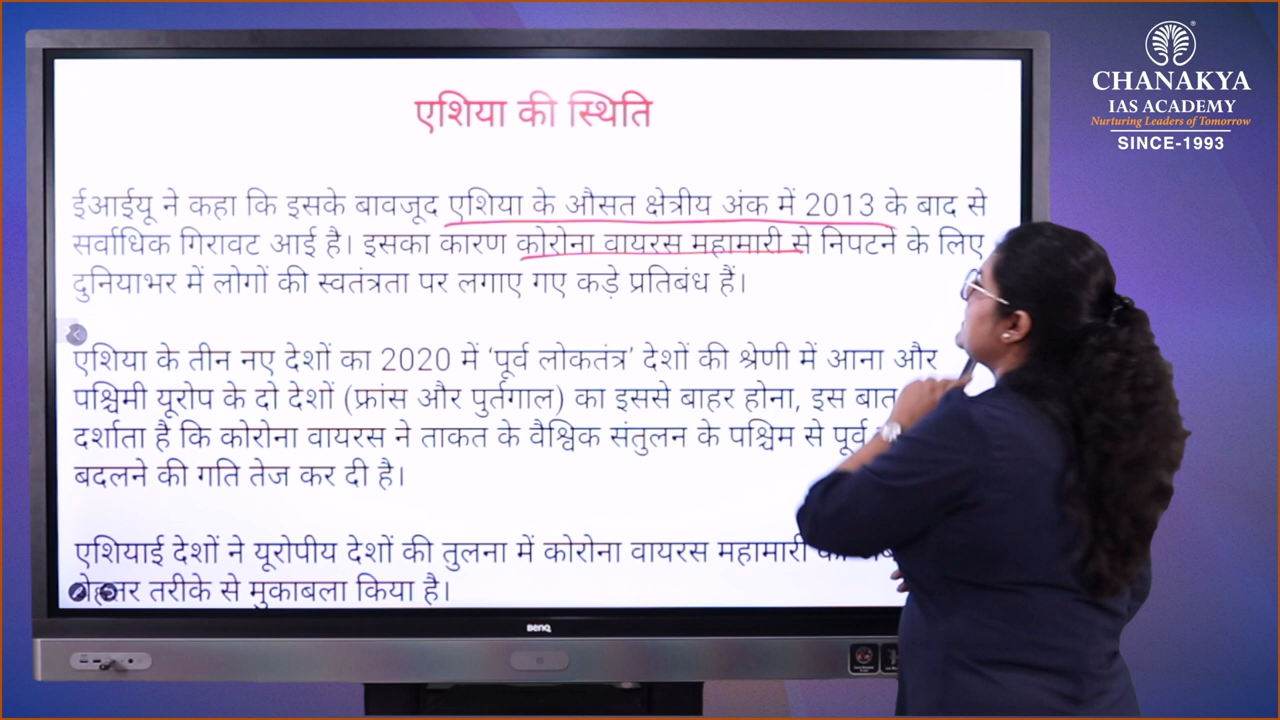 CHANAKYA
IAS ACADEMY
Nurturing Leaders of Tomorrow
SINCE-1993
एशिया की स्थिति
ईआईयू ने कहा कि इसके बावजूद एशिया के औसत क्षेत्रीय अंक में 2013 के बाद से
सर्वाधिक गिरावट आई है। इसका कारण कोरोना वायरस महामारी से निपटने के लिए
दुनियाभर में लोगों की स्वतंत्रता पर लगाए गए कड़े प्रतिबंध हैं।
एशिया के तीन नए देशों का 2020 में ‘पूर्व लोकतंत्र’ देशों की श्रेणी में आना और
पश्चिमी यूरोप के दो देशों (फ्रांस और पुर्तगाल) का इससे बाहर होना, इस बात
दर्शाता है कि कोरोना वायरस ने ताकत के वैश्विक संतुलन के पश्चिम से पूर्व
बदलने की गति तेज कर दी है।
एशियाई देशों ने यूरोपीय देशों की तुलना में कोरोना वायरस महामारी
तरीके से मुकाबला किया है।
BenQ